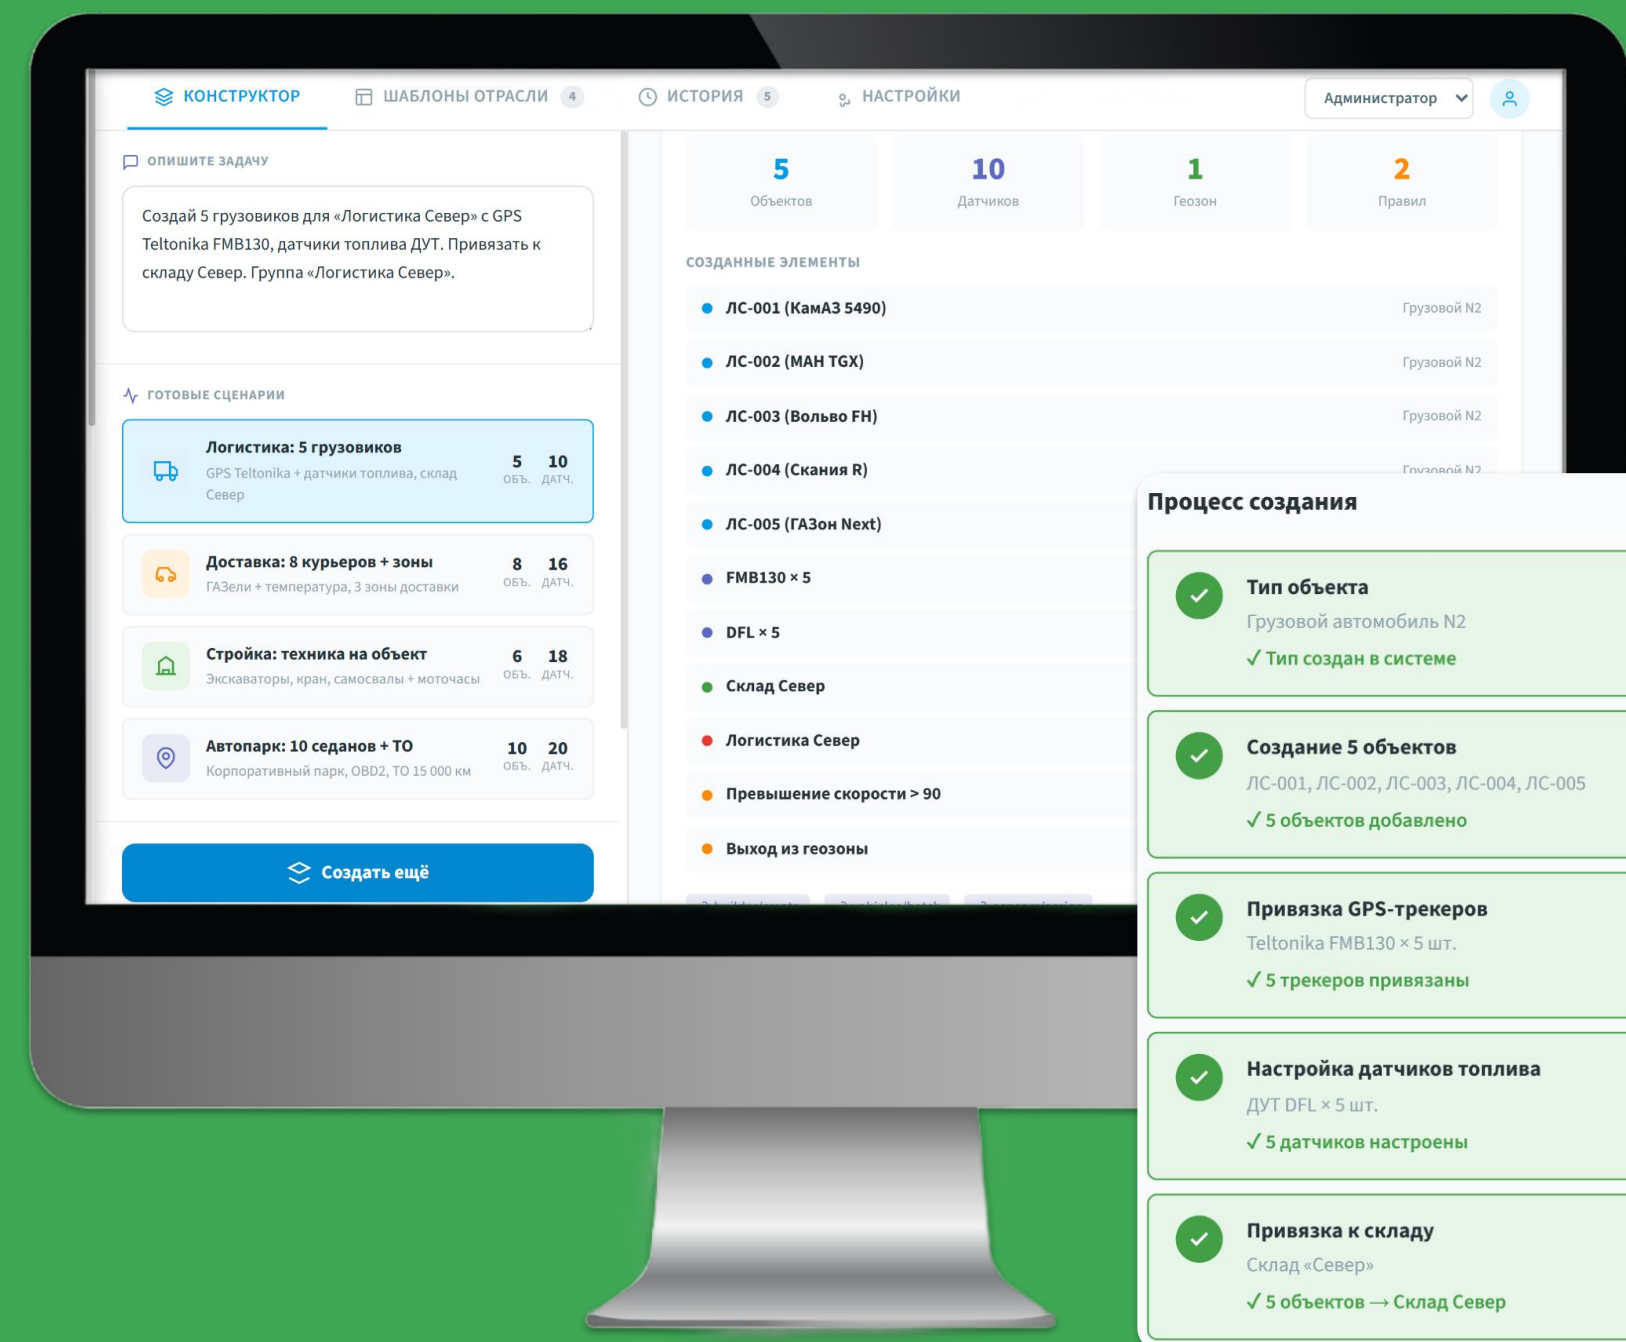 КОНСТРУКТОР
ШАБЛОНЫ ОТРАСЛИ 4
ИСТОРИЯ 5
НАСТРОЙКИ
Администратор
ОПИШИТЕ ЗАДАЧУ
Создай 5 грузовиков для «Логистика Север» с GPS
Teltonika FMB130, датчики топлива ДУТ. Привязать к
складу Север. Группа «Логистика Север».
ГОТОВЫЕ СЦЕНАРИИ
Логистика: 5 грузовиков
GPS Teltonika + датчики топлива, склад
Север
5 10
ОБЪ. ДАТЧ.
Доставка: 8 курьеров + зоны
ГАЗели + температура, 3 зоны доставки
8 16
ОБЪ. ДАТЧ.
Стройка: техника на объект
Экскаваторы, кран, самосвалы + моточасы
6 18
ОБЪ. ДАТЧ.
Автопарк: 10 седанов + ТО
Корпоративный парк, OBD2, ТО 15 000 км
10 20
ОБЪ. ДАТЧ.
Создать ещё
5
Объектов
10
Датчиков
1
Геозон
2
Правил
СОЗДАННЫЕ ЭЛЕМЕНТЫ
ЛС-001 (КамАЗ 5490) Грузовой N2
ЛС-002 (МАН TGX) Грузовой N2
ЛС-003 (Вольво FH) Грузовой N2
ЛС-004 (Скания R) Грузовой N2
ЛС-005 (ГАЗон Next)
FMB130 × 5
DFL × 5
Склад Север
Логистика Север
Превышение скорости > 90
Выход из геозоны
Процесс создания
Тип объекта
Грузовой автомобиль N2
✓ Тип создан в системе
Создание 5 объектов
ЛС-001, ЛС-002, ЛС-003, ЛС-004, ЛС-005
✓ 5 объектов добавлено
Привязка GPS-трекеров
Teltonika FMB130 × 5 шт.
✓ 5 трекеров привязаны
Настройка датчиков топлива
ДУТ DFL × 5 шт.
✓ 5 датчиков настроены
Привязка к складу
Склад «Север»
✓ 5 объектов → Склад Север